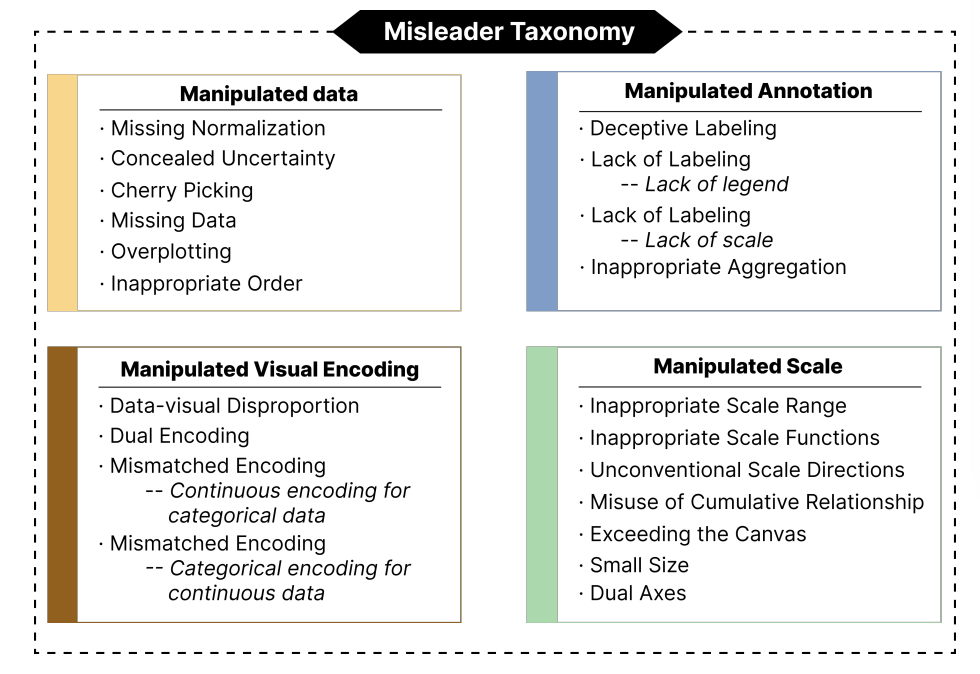 Misleader Taxonomy
Manipulated data
· Missing Normalization
· Concealed Uncertainty
· Cherry Picking
· Missing Data
· Overplotting
· Inappropriate Order
Manipulated Annotation
· Deceptive Labeling
· Lack of Labeling
-- Lack of legend
· Lack of Labeling
-- Lack of scale
· Inappropriate Aggregation
Manipulated Visual Encoding
· Data-visual Disproportion
· Dual Encoding
· Mismatched Encoding
-- Continuous encoding for
categorical data
· Mismatched Encoding
-- Categorical encoding for
continuous data
Manipulated Scale
· Inappropriate Scale Range
· Inappropriate Scale Functions
· Unconventional Scale Directions
· Misuse of Cumulative Relationship
· Exceeding the Canvas
· Small Size
· Dual Axes